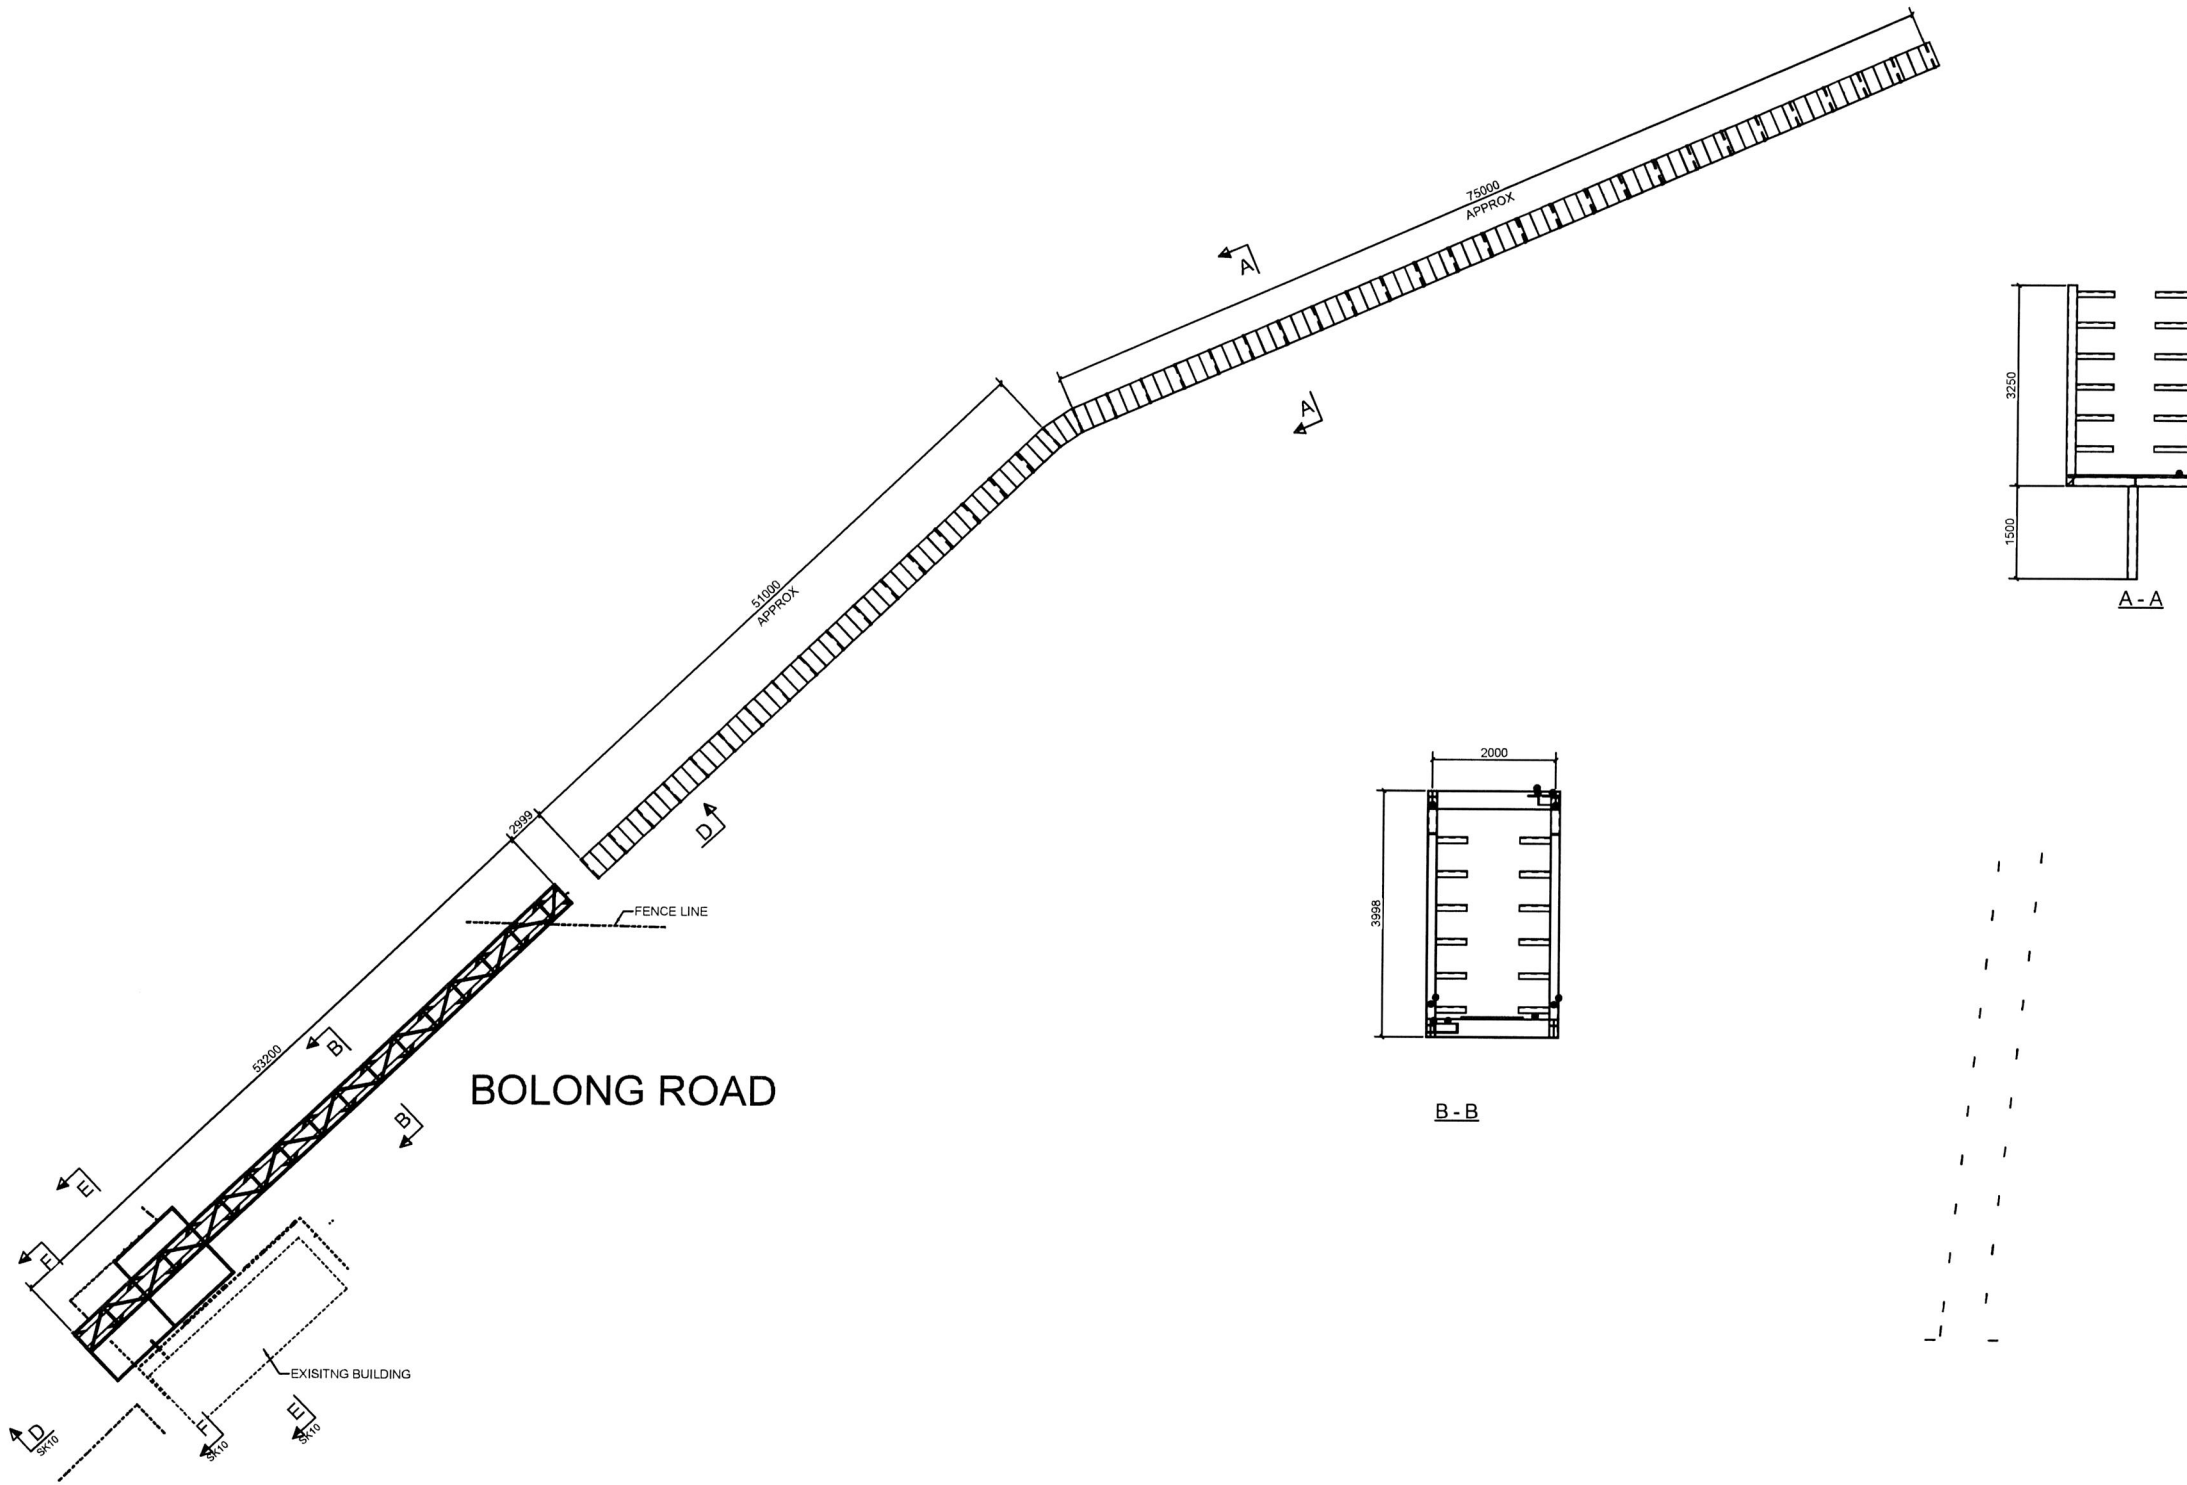 75000
APPROX
A
A
3250
1500
A - A
51000
APPROX
2999
D
2000
3998
B - B
FENCE LINE
53200
B
B
BOLONG ROAD
E
F
EXISITNG BUILDING
D
SK10
F
SK10
E
SK10